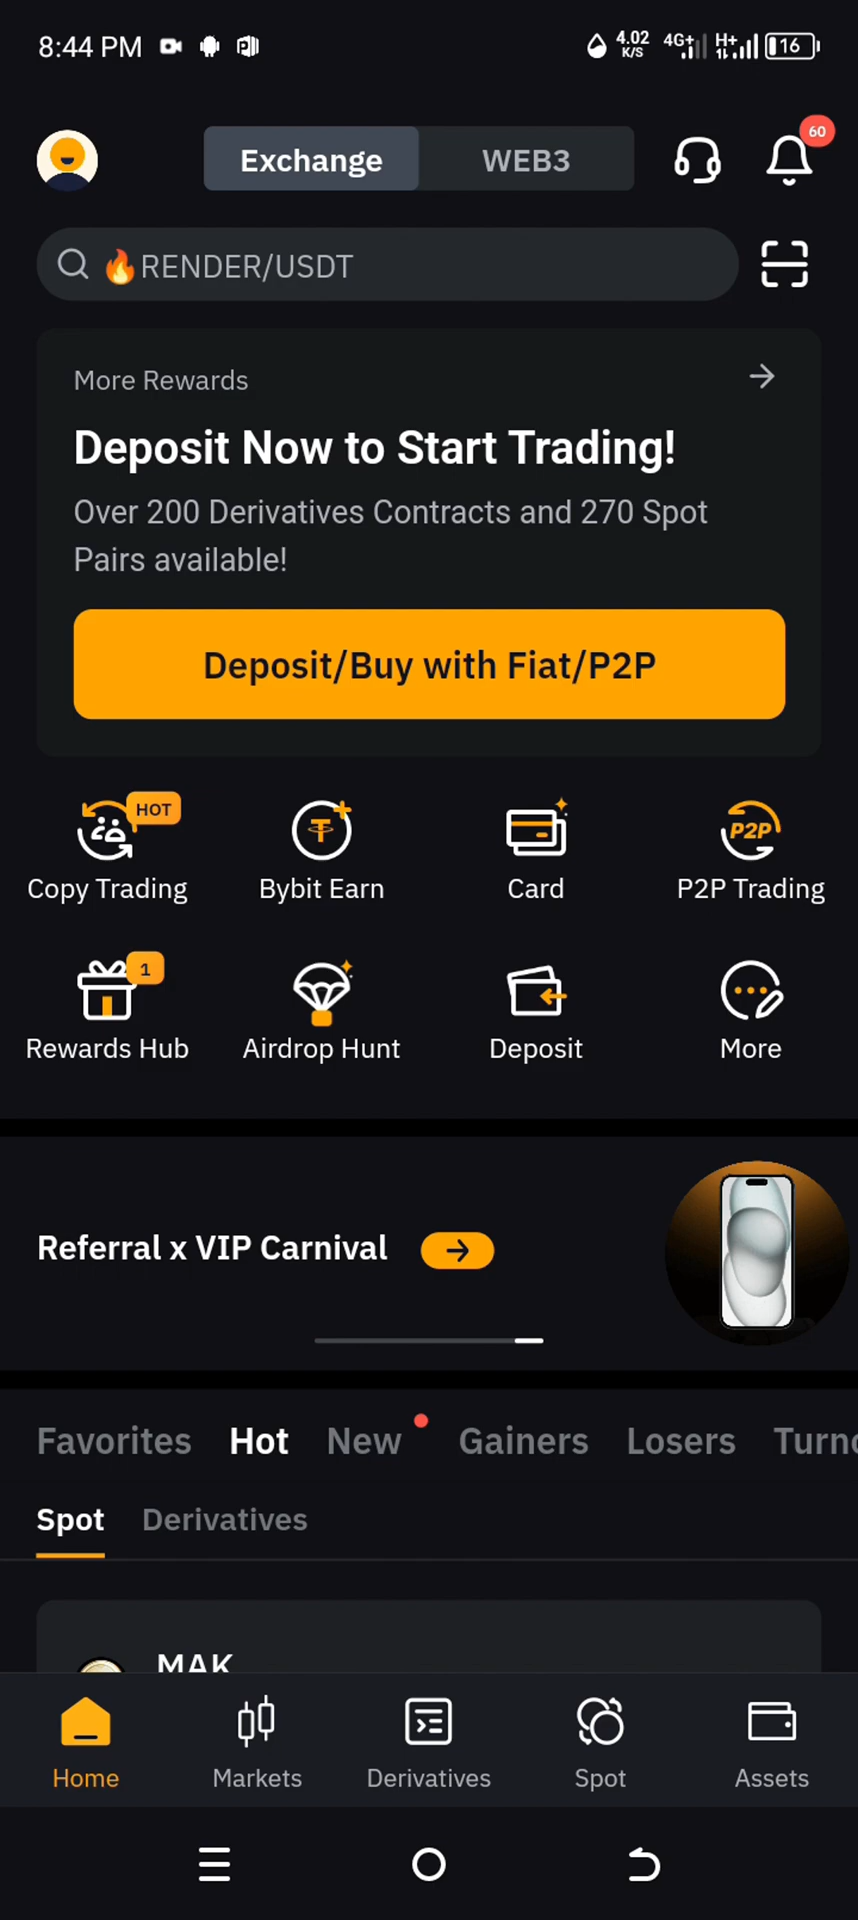 8:44 PM
4.02 K/S 4G+ H+ 16
60
Exchange WEB3
🔥RENDER/USDT
More Rewards
Deposit Now to Start Trading!
Over 200 Derivatives Contracts and 270 Spot
Pairs available!
Deposit/Buy with Fiat/P2P
HOT
P2P
Copy Trading Bybit Earn Card P2P Trading
1
Rewards Hub Airdrop Hunt Deposit More
Referral x VIP Carnival
Favorites Hot New Gainers Losers Turno
Spot Derivatives
MAK
Home Markets Derivatives Spot Assets